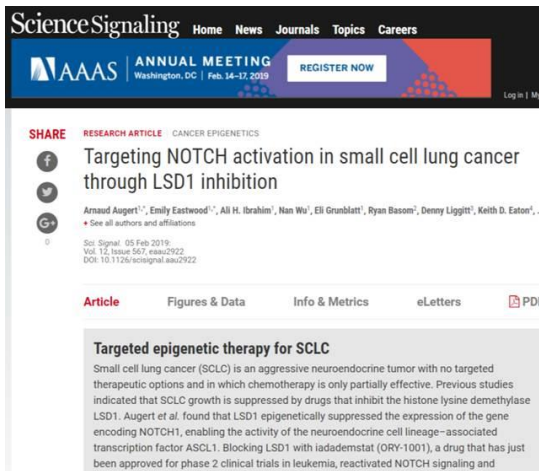 Science Signaling Home News Journals Topics Careers
AAAS ANNUAL MEETING
Washington, DC | Feb. 14–17, 2019
REGISTER NOW
Log in | My
SHARE
RESEARCH ARTICLE CANCER EPIGENETICS
Targeting NOTCH activation in small cell lung cancer
through LSD1 inhibition
Arnaud Augert1,*, Emily Eastwood1,*, Ali H. Ibrahim1, Nan Wu1, Eli Grunblatt1, Ryan Basom2, Denny Liggitt3, Keith D. Eaton4,
+ See all authors and affiliations
G+
0
Sci. Signal. 05 Feb 2019:
Vol. 12, Issue 567, eaau2922
DOI: 10.1126/scisignal.aau2922
Article Figures & Data Info & Metrics eLetters PDF
Targeted epigenetic therapy for SCLC
Small cell lung cancer (SCLC) is an aggressive neuroendocrine tumor with no targeted
therapeutic options and in which chemotherapy is only partially effective. Previous studies
indicated that SCLC growth is suppressed by drugs that inhibit the histone lysine demethylase
LSD1. Augert et al. found that LSD1 epigenetically suppressed the expression of the gene
encoding NOTCH1, enabling the activity of the neuroendocrine cell lineage–associated
transcription factor ASCL1. Blocking LSD1 with iadademstat (ORY-1001), a drug that has just
been approved for phase 2 clinical trials in leukemia, reactivated NOTCH signaling and